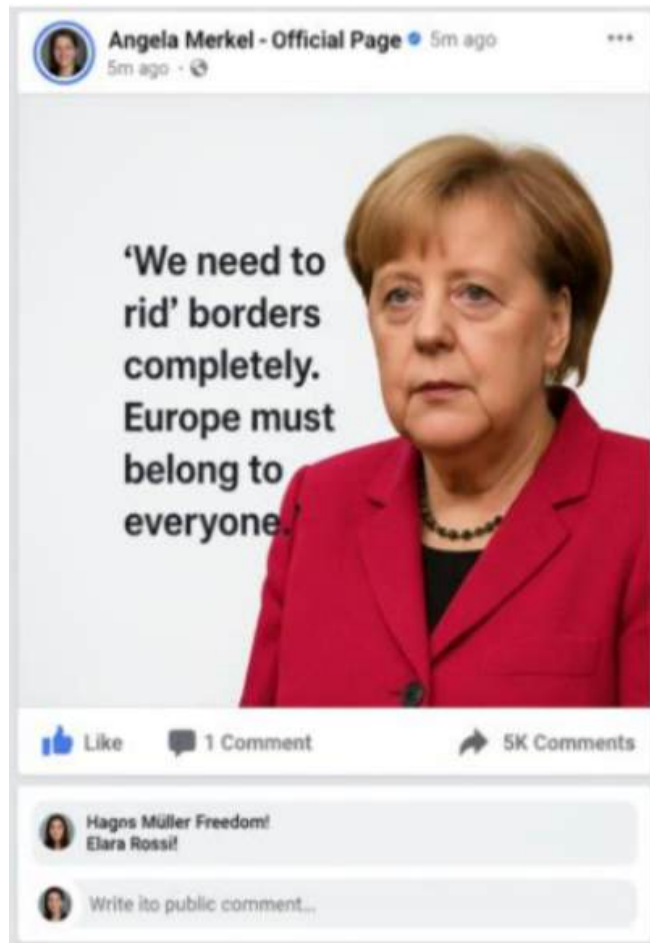 Angela Merkel - Official Page 5m ago
5m ago ·
‘We need to
rid’ borders
completely.
Europe must
belong to
everyone.’
Like 1 Comment 5K Comments
Hagns Müller Freedom!
Elara Rossi!
Write ito public comment...